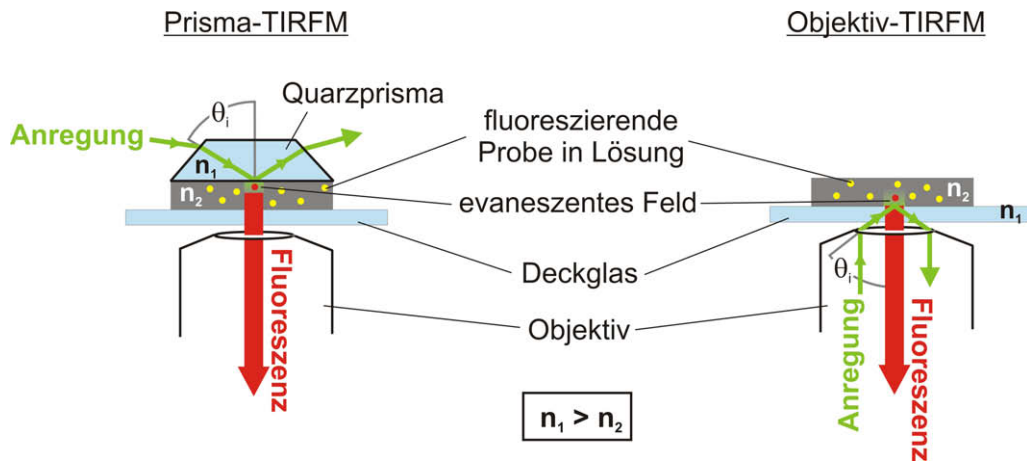 Prisma-TIRFM
Objektiv-TIRFM
θi
Quarzprisma
Anregung
n1
n2
fluoreszierende
Probe in Lösung
n2
n1
evaneszentes Feld
Deckglas
θi
Objektiv
Fluoreszenz
Anregung
Fluoreszenz
n1 > n2